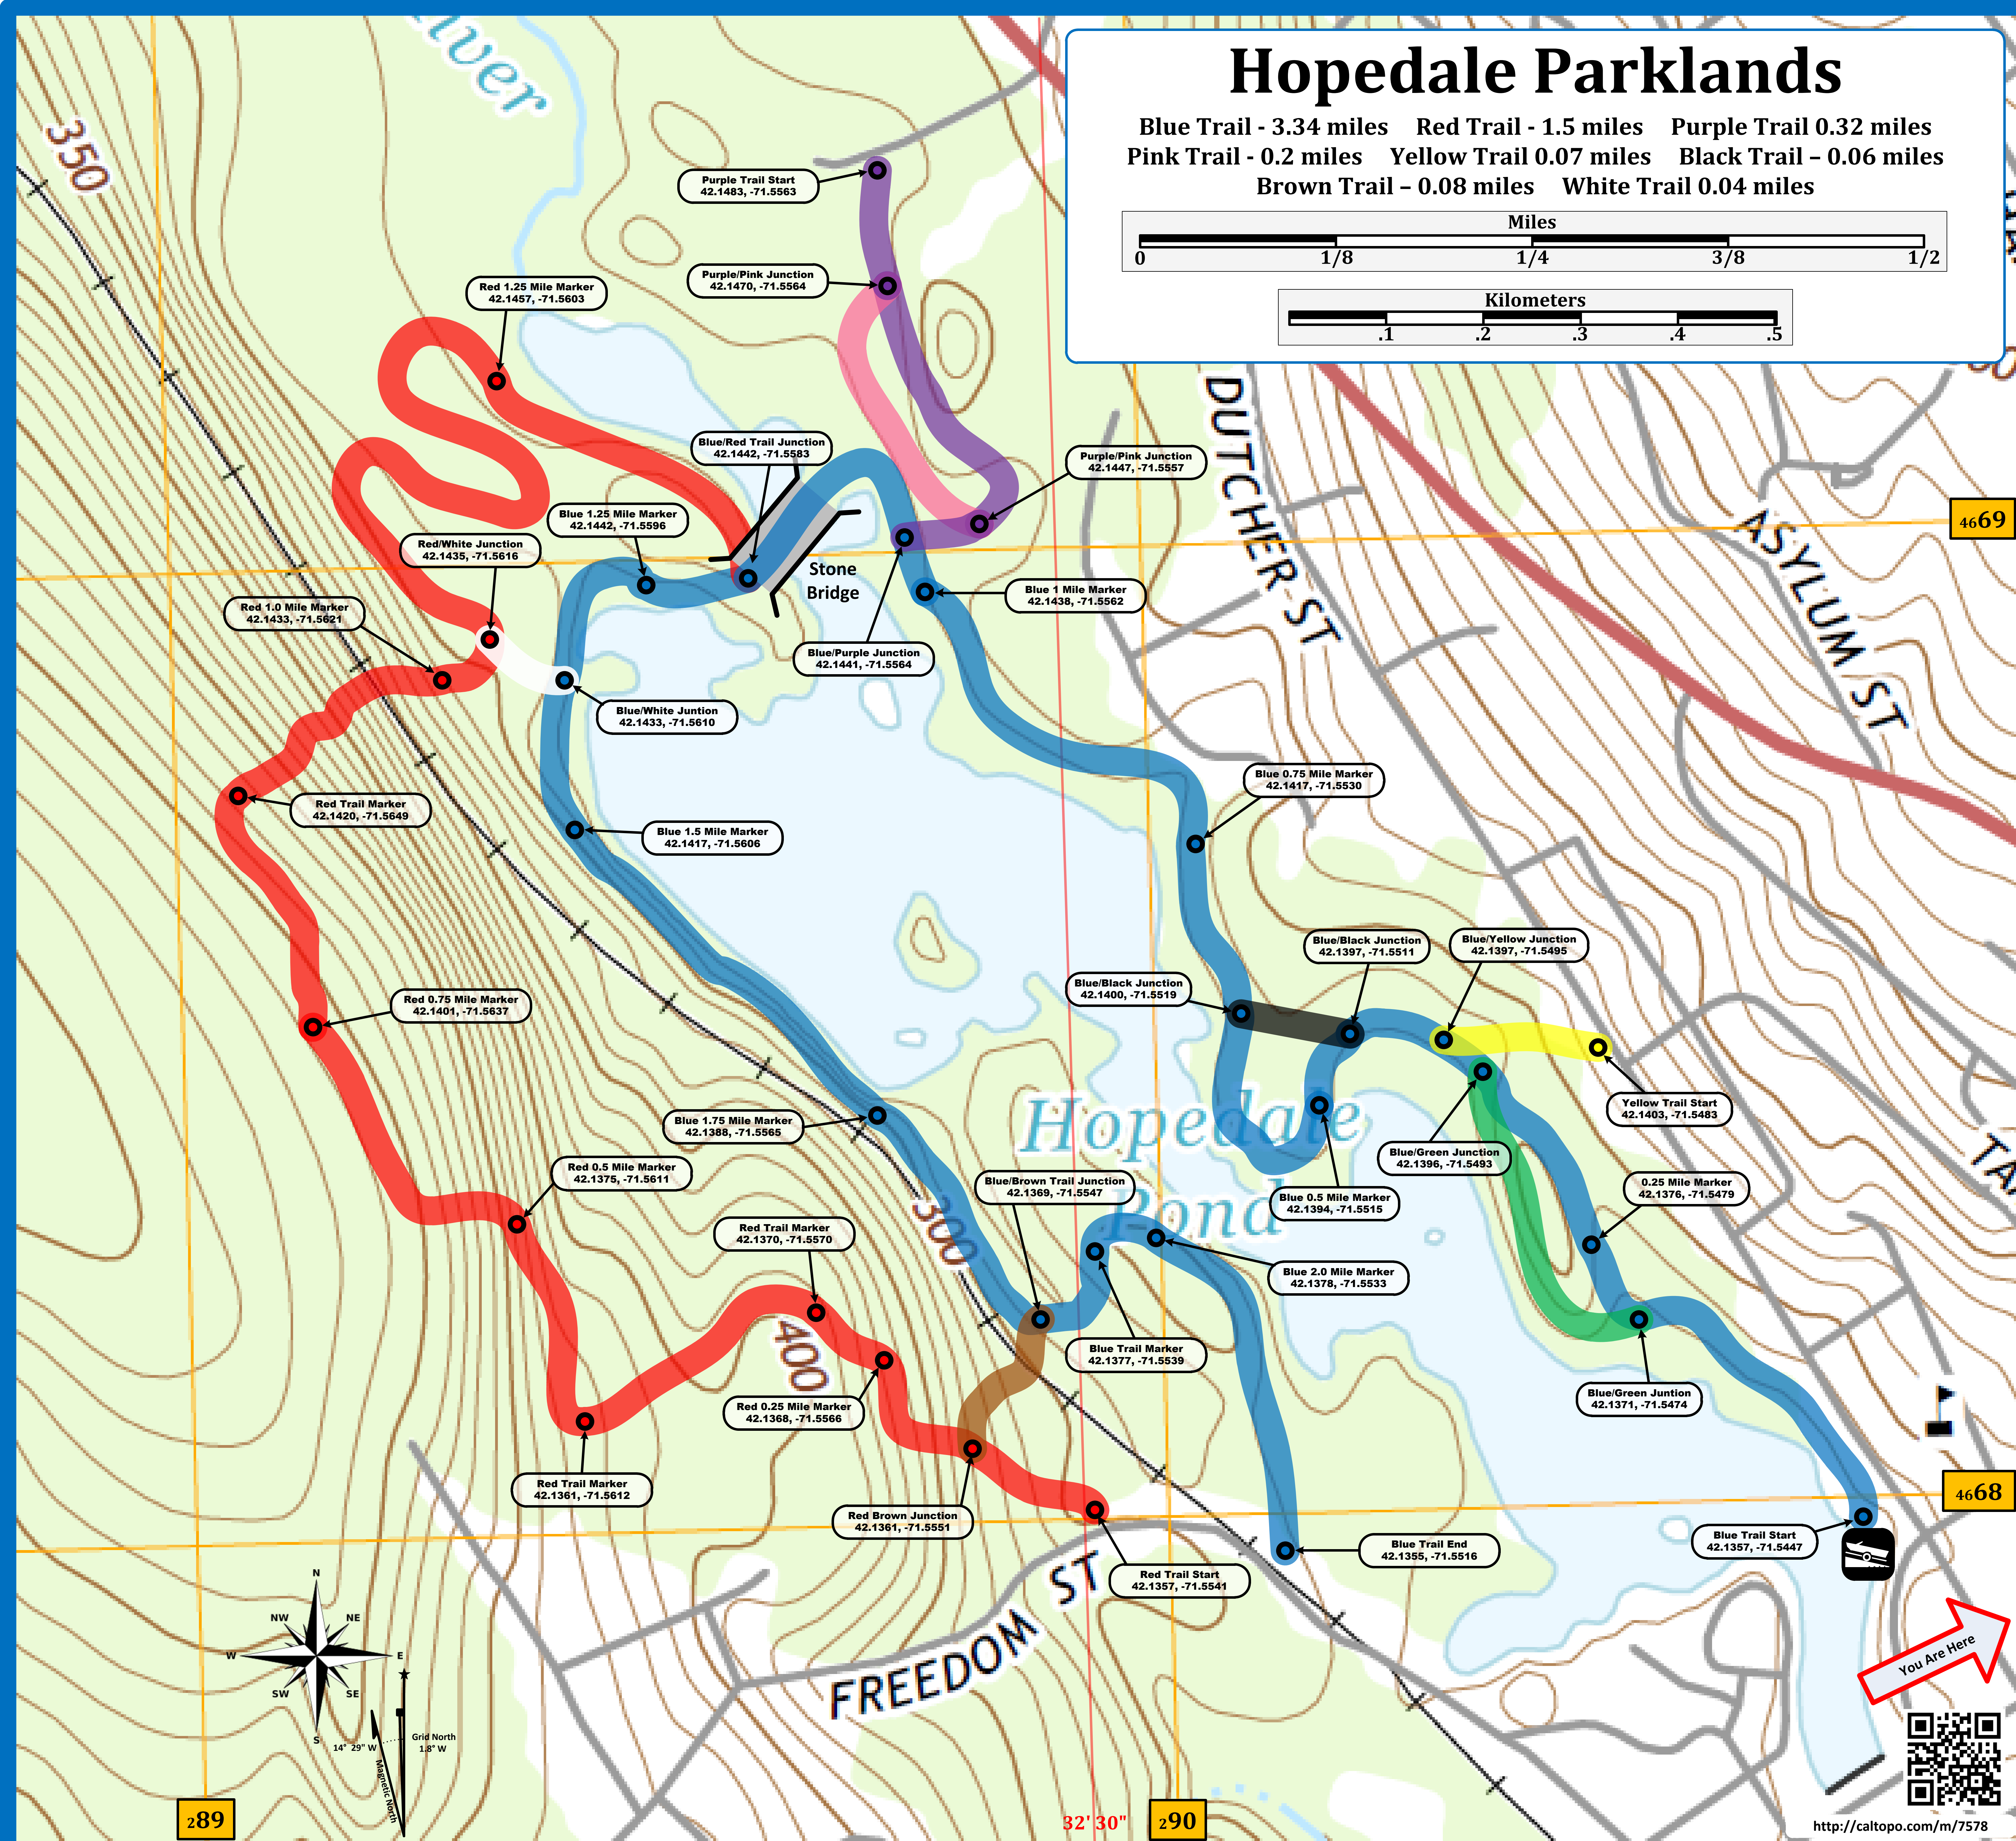 Hopedale Parklands
Blue Trail - 3.34 miles Red Trail - 1.5 miles Purple Trail 0.32 miles
Pink Trail - 0.2 miles Yellow Trail 0.07 miles Black Trail – 0.06 miles
Brown Trail – 0.08 miles White Trail 0.04 miles
Miles
0 1/8 1/4 3/8 1/2
Kilometers
.1 .2 .3 .4 .5
350
Purple Trail Start
42.1483, -71.5563
Purple/Pink Junction
42.1470, -71.5564
Red 1.25 Mile Marker
42.1457, -71.5603
DUTCHER ST
Blue/Red Trail Junction
42.1442, -71.5583
Purple/Pink Junction
42.1447, -71.5557
Blue 1.25 Mile Marker
42.1442, -71.5596
4669
ASYLUM ST
Red/White Junction
42.1435, -71.5616
Stone
Bridge
Blue 1 Mile Marker
42.1438, -71.5562
Red 1.0 Mile Marker
42.1433, -71.5621
Blue/Purple Junction
42.1441, -71.5564
Blue/White Juntion
42.1433, -71.5610
Blue 0.75 Mile Marker
42.1417, -71.5530
Red Trail Marker
42.1420, -71.5649
Blue 1.5 Mile Marker
42.1417, -71.5606
Blue/Black Junction
42.1397, -71.5511
Blue/Yellow Junction
42.1397, -71.5495
Blue/Black Junction
42.1400, -71.5519
Red 0.75 Mile Marker
42.1401, -71.5637
Yellow Trail Start
42.1403, -71.5483
Hopedale
Pond
Blue 1.75 Mile Marker
42.1388, -71.5565
Blue/Green Junction
42.1396, -71.5493
Red 0.5 Mile Marker
42.1375, -71.5611
Blue/Brown Trail Junction
42.1369, -71.5547
Blue 0.5 Mile Marker
42.1394, -71.5515
0.25 Mile Marker
42.1376, -71.5479
300
Red Trail Marker
42.1370, -71.5570
Blue 2.0 Mile Marker
42.1378, -71.5533
400
Blue Trail Marker
42.1377, -71.5539
Red 0.25 Mile Marker
42.1368, -71.5566
Blue/Green Juntion
42.1371, -71.5474
Red Trail Marker
42.1361, -71.5612
4668
Red Brown Junction
42.1361, -71.5551
Blue Trail Start
42.1357, -71.5447
Blue Trail End
42.1355, -71.5516
Red Trail Start
42.1357, -71.5541
FREEDOM ST
N
NW NE
W E
SW SE
S
14° 29" W
Grid North
1.8° W
Magnetic North
You Are Here
289
32' 30"
290
http://caltopo.com/m/7578